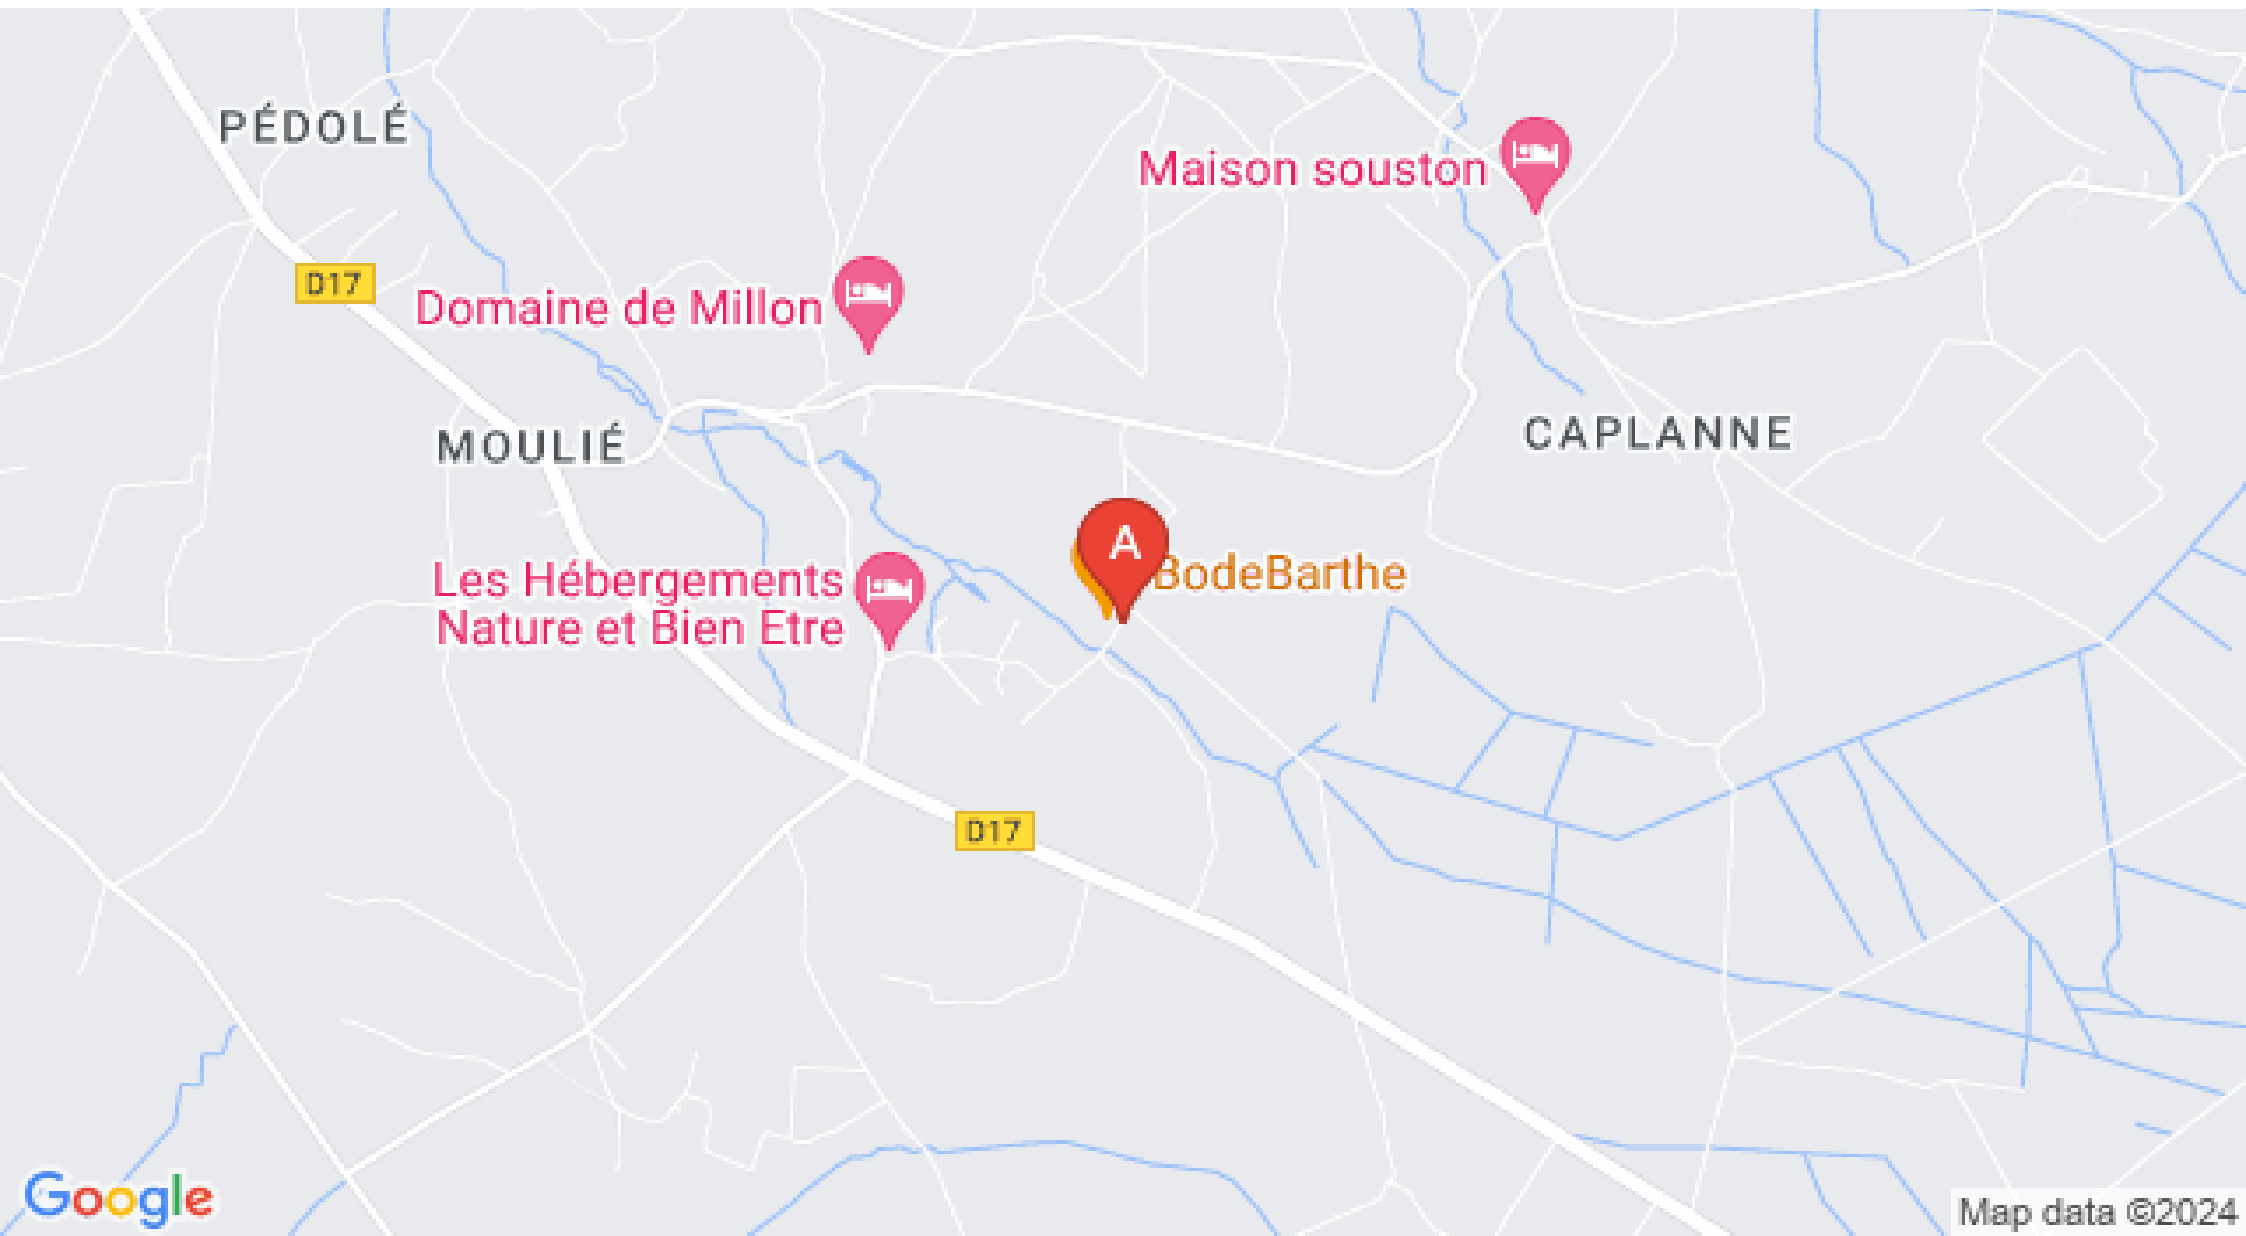 PÉDOLÉ
Maison souston
D17
Domaine de Millon
MOULIÉ
CAPLANNE
A
BodeBarthe
Les Hébergements
Nature et Bien Etre
D17
Google
Map data ©2024